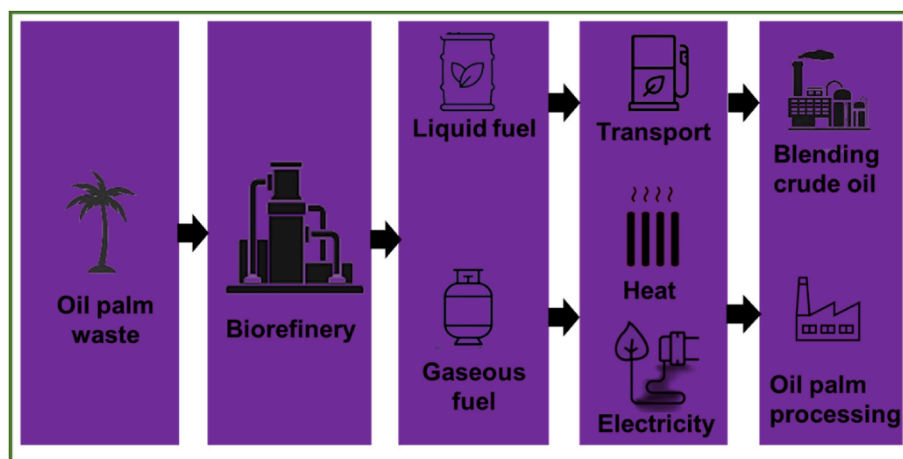 Oil palm
waste
Biorefinery
Liquid fuel
Gaseous
fuel
Transport
Heat
Electricity
Blending
crude oil
Oil palm
processing